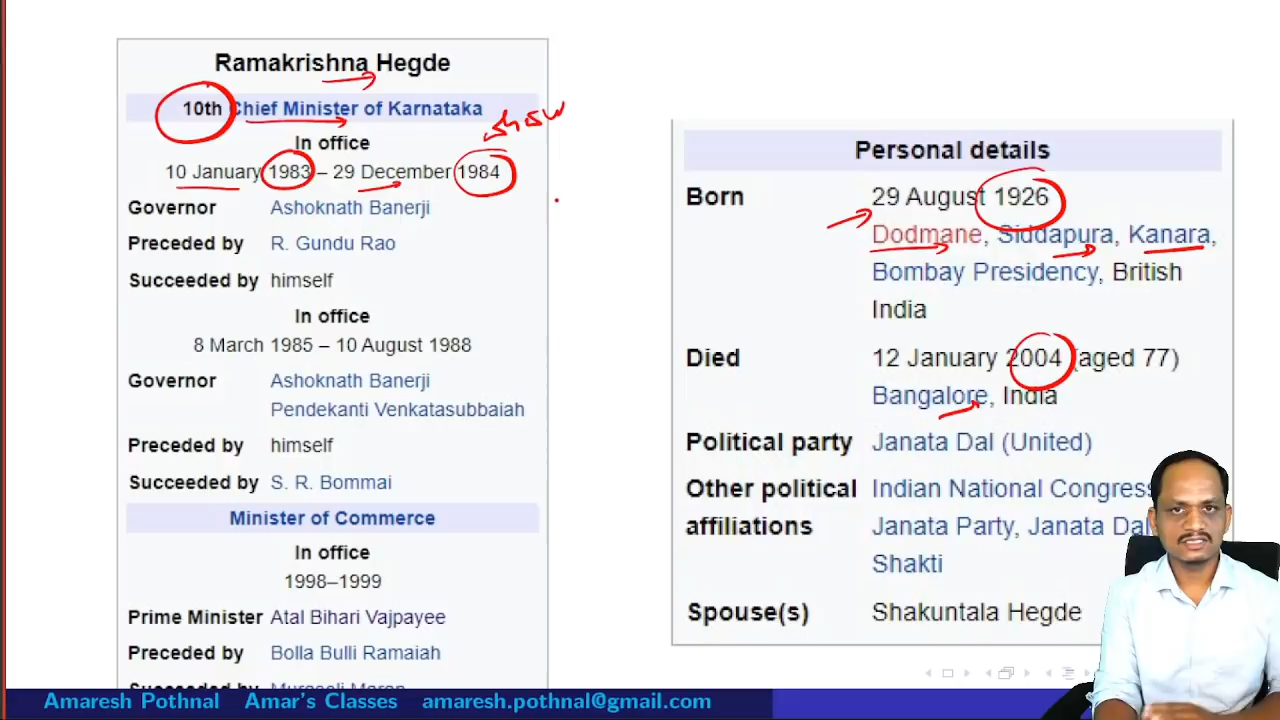 Ramakrishna Hegde
10th Chief Minister of Karnataka
show
In office
10 January 1983 – 29 December 1984
Governor Ashoknath Banerji
Preceded by R. Gundu Rao
Succeeded by himself
In office
8 March 1985 – 10 August 1988
Governor Ashoknath Banerji
Pendekanti Venkatasubbaiah
Preceded by himself
Succeeded by S. R. Bommai
Minister of Commerce
In office
1998–1999
Prime Minister Atal Bihari Vajpayee
Preceded by Bolla Bulli Ramaiah
Personal details
Born 29 August 1926
Dodmane, Siddapura, Kanara,
Bombay Presidency, British
India
Died 12 January 2004 (aged 77)
Bangalore, India
Political party Janata Dal (United)
Other political Indian National Congress
affiliations Janata Party, Janata Dal
Shakti
Spouse(s) Shakuntala Hegde
Amaresh Pothnal Amar's Classes amaresh.pothnal@gmail.com